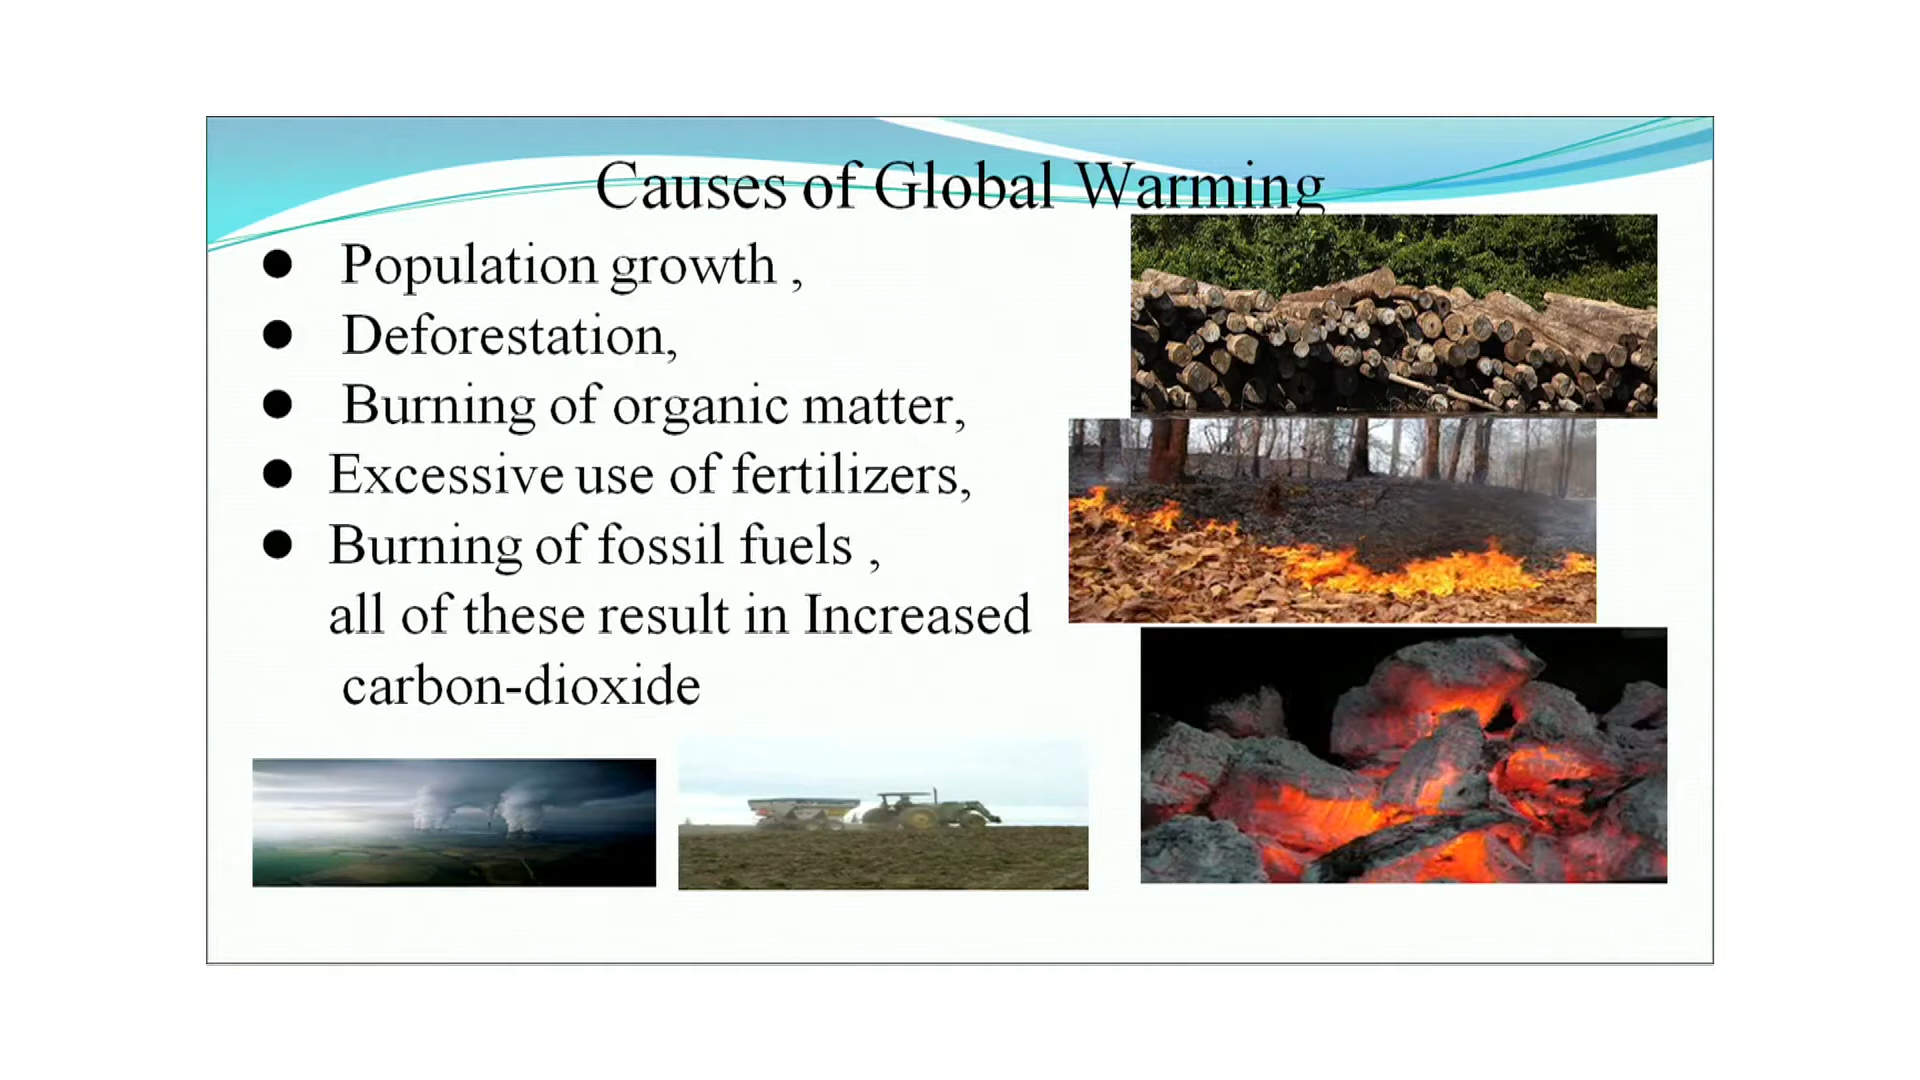 Causes of Global Warming
● Population growth ,
● Deforestation,
● Burning of organic matter,
● Excessive use of fertilizers,
● Burning of fossil fuels ,
all of these result in Increased
carbon-dioxide